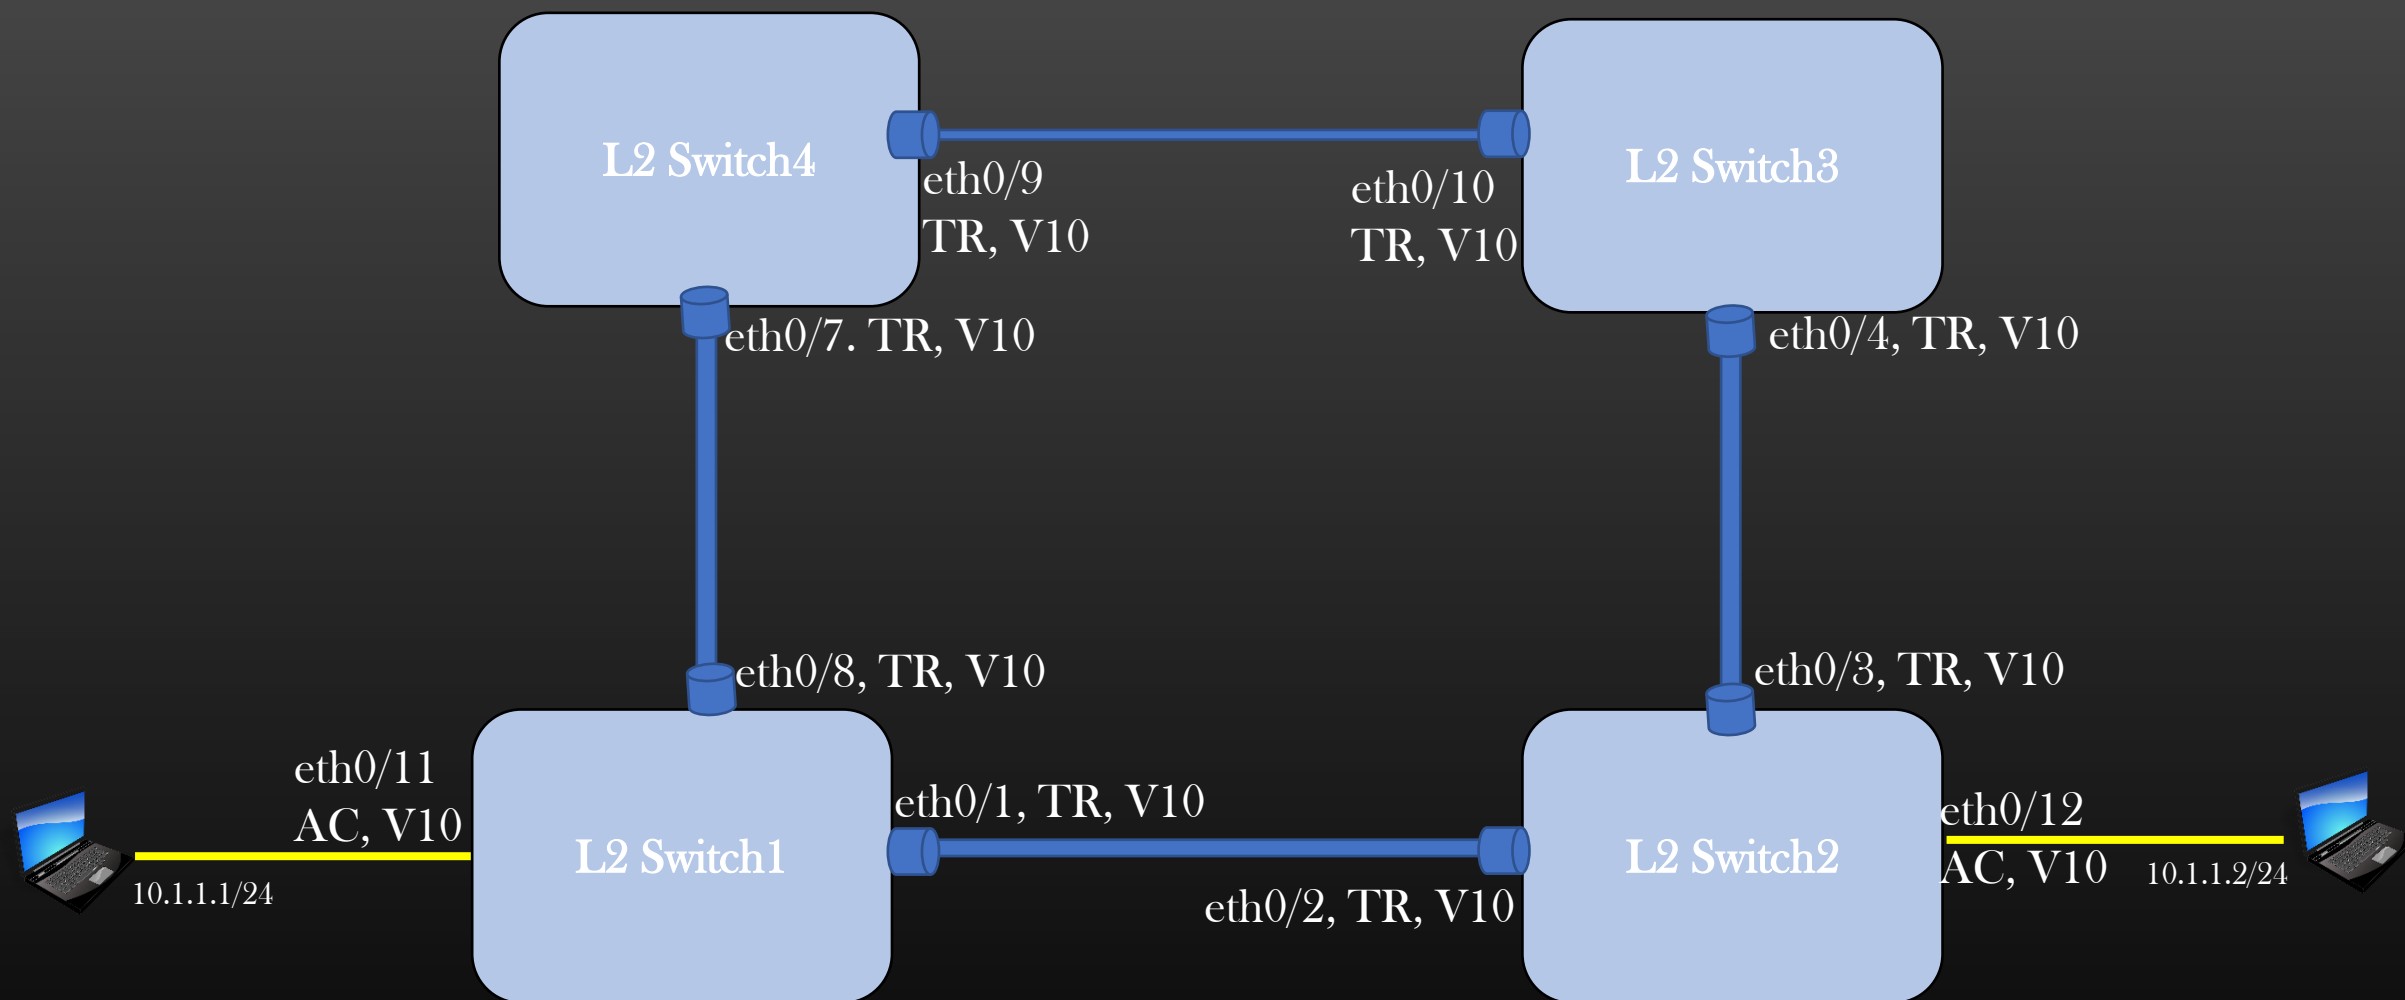 L2 Switch4
L2 Switch3
eth0/9
TR, V10
eth0/10
TR, V10
eth0/7. TR, V10
eth0/4, TR, V10
eth0/8, TR, V10
eth0/3, TR, V10
eth0/11
AC, V10
10.1.1.1/24
L2 Switch1
eth0/1, TR, V10
eth0/2, TR, V10
L2 Switch2
eth0/12
AC, V10
10.1.1.2/24